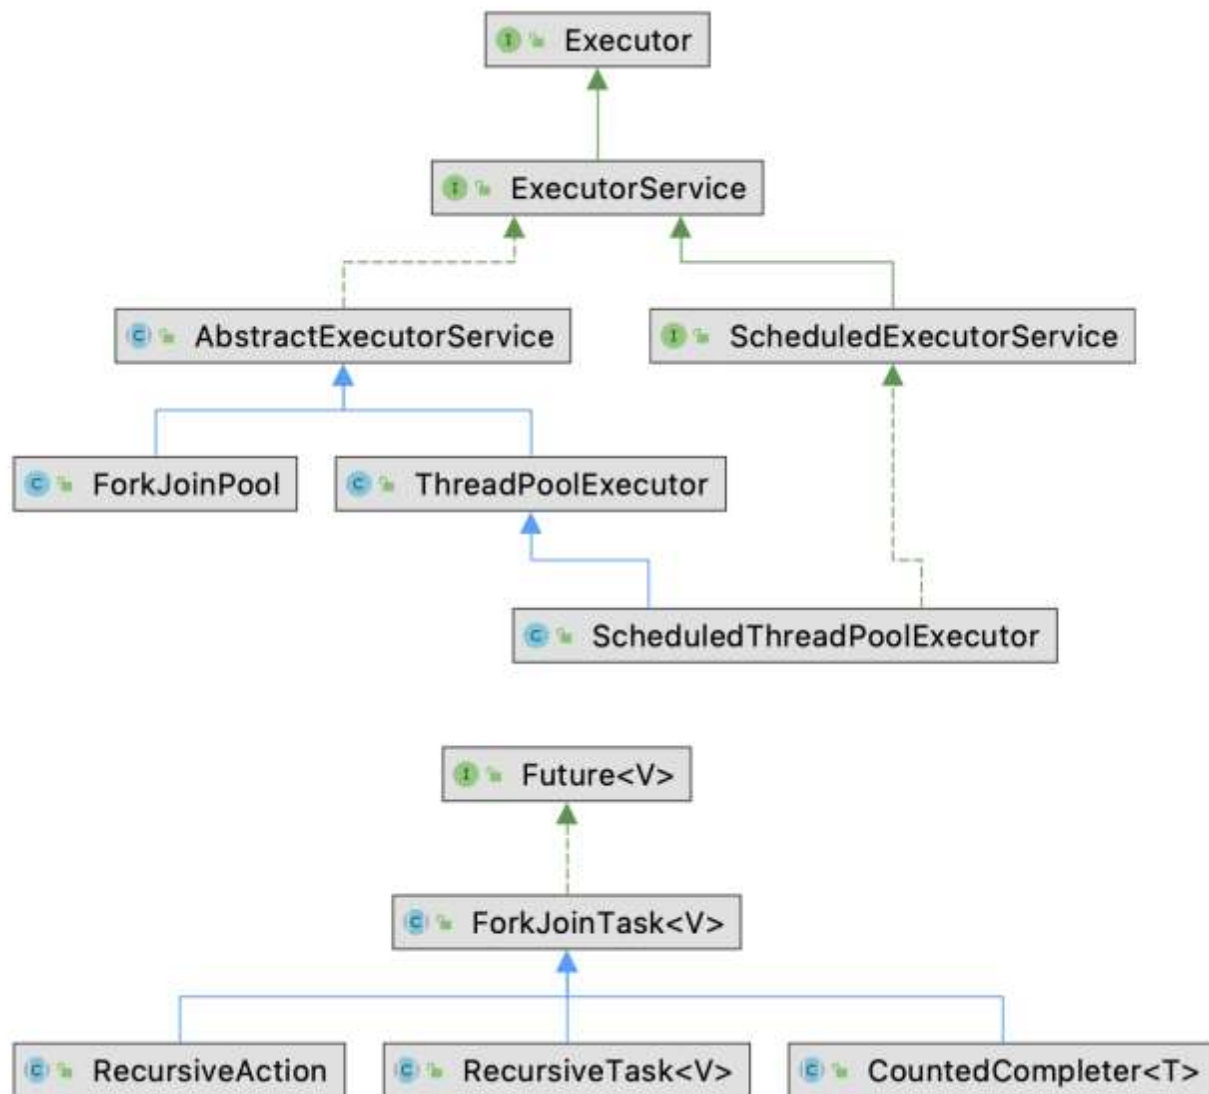 Executor
ExecutorService
AbstractExecutorService
ScheduledExecutorService
ForkJoinPool
ThreadPoolExecutor
ScheduledThreadPoolExecutor
Future<V>
ForkJoinTask<V>
RecursiveAction
RecursiveTask<V>
CountedCompleter<T>